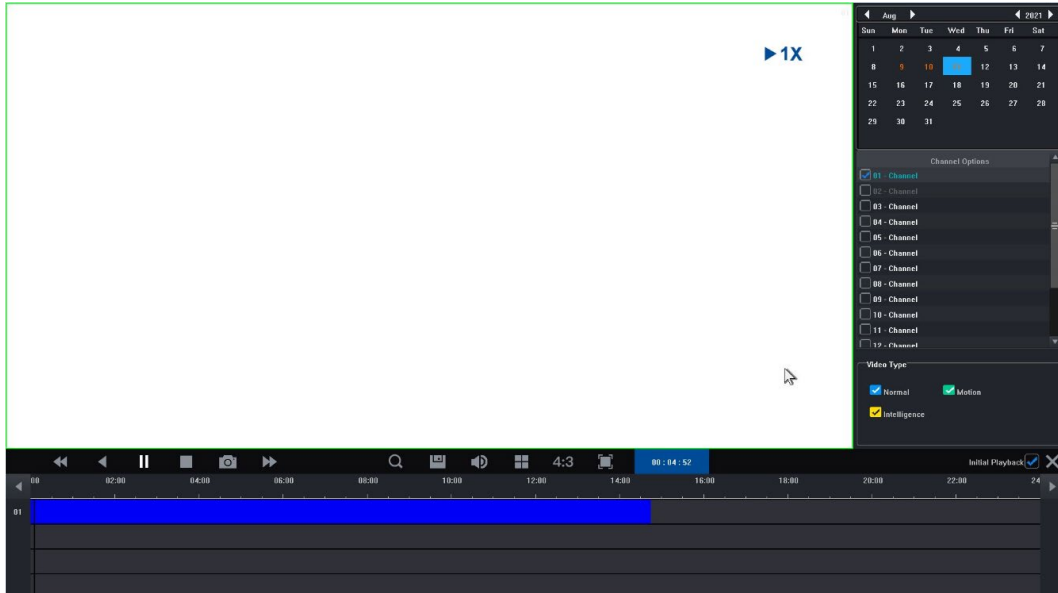 1X
Aug 2021
Sun Mon Tue Wed Thu Fri Sat
1 2 3 4 5 6 7
8 9 10 11 12 13 14
15 16 17 18 19 20 21
22 23 24 25 26 27 28
29 30 31
Channel Options
01 - Channel
02 - Channel
03 - Channel
04 - Channel
05 - Channel
06 - Channel
07 - Channel
08 - Channel
09 - Channel
10 - Channel
11 - Channel
12 - Channel
Video Type
Normal Motion
Intelligence
4:3 00:04:52 Initial Playback
:00 02:00 04:00 06:00 08:00 10:00 12:00 14:00 16:00 18:00 20:00 22:00 24
01